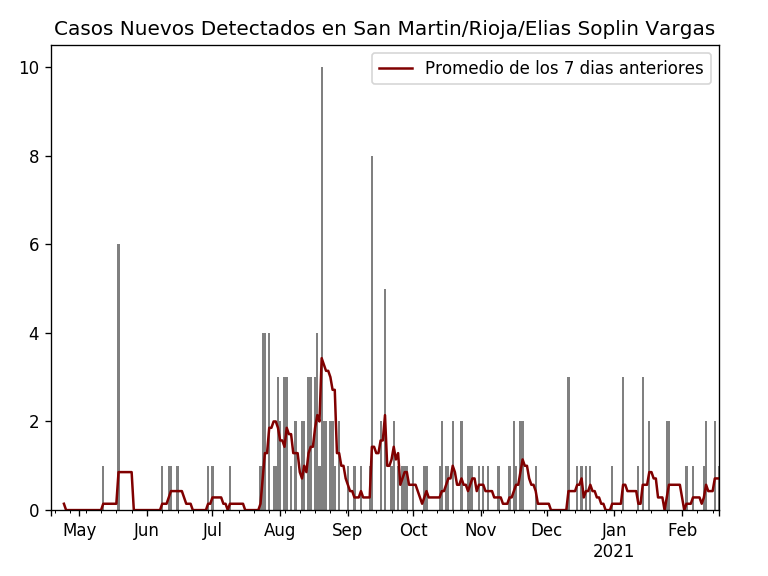 Casos Nuevos Detectados en San Martin/Rioja/Elias Soplin Vargas
Promedio de los 7 dias anteriores
10
8
6
4
2
0
May Jun Jul Aug Sep Oct Nov Dec Jan Feb
2021